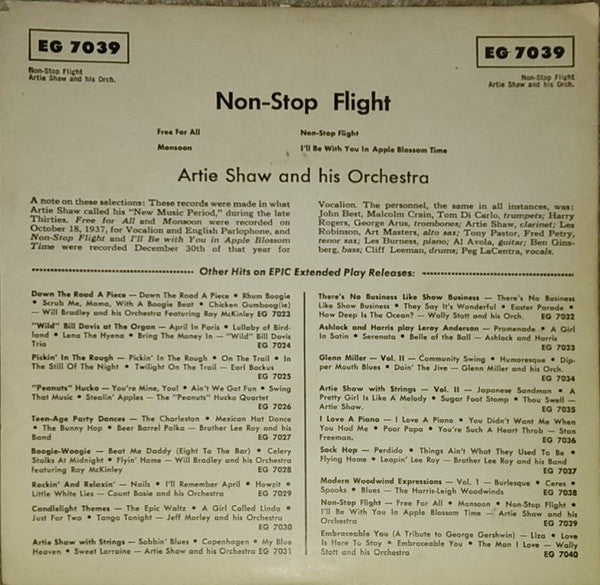 EG 7039
EG 7039
Non-Stop Flight
Artie Shaw and his Orch.
Non-Stop Flight
Artie Shaw and his Orch.
Non-Stop Flight
Free For All
Non-Stop Flight
Monsoon
I'll Be With You In Apple Blossom Time
Artie Shaw and his Orchestra
A note on these selections: These records were made in what
Artie Shaw called his "New Music Period," during the late
Thirties. Free for All and Monsoon were recorded on
October 18, 1937, for Vocalion and English Parlophone, and
Non-Stop Flight and I'll Be with You in Apple Blossom
Time were recorded December 30th of that year for
Vocalion. The personnel, the same in all instances, was:
John Best, Malcolm Crain, Tom Di Carlo, trumpets; Harry
Rogers, George Arus, trombones; Artie Shaw, clarinet; Les
Robinson, Art Masters, alto sax; Tony Pastor, Fred Petry,
tenor sax; Les Burness, piano; Al Avola, guitar; Ben Gins-
berg, bass; Cliff Leeman, drums; Peg LaCentra, vocals.
Other Hits on EPIC Extended Play Releases:
Down The Road A Piece — Down The Road A Piece • Rhum Boogie
• Scrub Me, Mama, With A Boogie Beat • Chicken Gumboogie(ie)
— Will Bradley and his Orchestra Featuring Ray McKinley EG 7023
"Wild" Bill Davis at The Organ — April In Paris • Lullaby of Bird-
land • Lena The Hyena • Bring The Money In — "Wild" Bill Davis
Trio EG 7024
Pickin' In The Rough — Pickin' In The Rough • On The Trail • In
The Still Of The Night • Twilight On The Trail — Earl Backus
EG 7025
"Peanuts" Hucko — You're Mine, You! • Ain't We Got Fun • Swing
That Music • Stealin' Apples — The "Peanuts" Hucko Quartet
EG 7026
Teen-Age Party Dances — The Charleston • Mexican Hat Dance
• The Bunny Hop • Beer Barrel Polka — Brother Lee Roy and his
Band EG 7027
Boogie-Woogie — Beat Me Daddy (Eight To The Bar) • Celery
Stalks At Midnight • Flyin' Home — Will Bradley and his Orchestra
featuring Ray McKinley EG 7028
Rockin' And Relaxin' — Nails • I'll Remember April • Howzit •
Little White Lies — Count Basie and his Orchestra EG 7029
Candlelight Themes — The Epic Waltz • A Girl Called Linda •
Just For Two • Tango Tonight — Jeff Morley and his Orchestra
EG 7030
Artie Shaw with Strings — Sobbin' Blues • Copenhagen • My Blue
Heaven • Sweet Lorraine — Artie Shaw and his Orchestra EG 7031
There's No Business Like Show Business — There's No Business
Like Show Business • They Say It's Wonderful • Easter Parade •
How Deep Is The Ocean? — Wally Stott and his Orch. EG 7032
Ashlock and Harris play Leroy Anderson — Promenade • A Girl
In Satin • Serenata • Belle of the Ball — Ashlock and Harris
EG 7033
Glenn Miller — Vol. II — Community Swing • Humoresque • Dip-
per Mouth Blues • Doin' The Jive — Glenn Miller and his Orch.
EG 7034
Artie Shaw with Strings — Vol. II — Japanese Sandman • A
Pretty Girl Is Like A Melody • Sugar Foot Stomp • Thou Swell —
Artie Shaw. EG 7035
I Love A Piano — I Love A Piano • You Didn't Want Me When
You Had Me • Poor Papa • You're Such A Heart Throb — Stan
Freeman. EG 7036
Sock Hop — Perdido • Things Ain't What They Used To Be •
Flying Home • Leapin' Lee Roy — Brother Lee Roy and his Band
EG 7037
Modern Woodwind Expressions — Vol. 1 — Burlesque • Ceres •
Spooks • Blues — The Harris-Leigh Woodwinds EG 7038
Non-Stop Flight — Free For All • Monsoon • Non-Stop Flight •
I'll Be With You In Apple Blossom Time — Artie Shaw and his
Orchestra EG 7039
Embraceable You (A Tribute to George Gershwin) — Liza • Love
Is Here To Stay • Embraceable You • The Man I Love — Wally
Stott and his Orchestra EG 7040